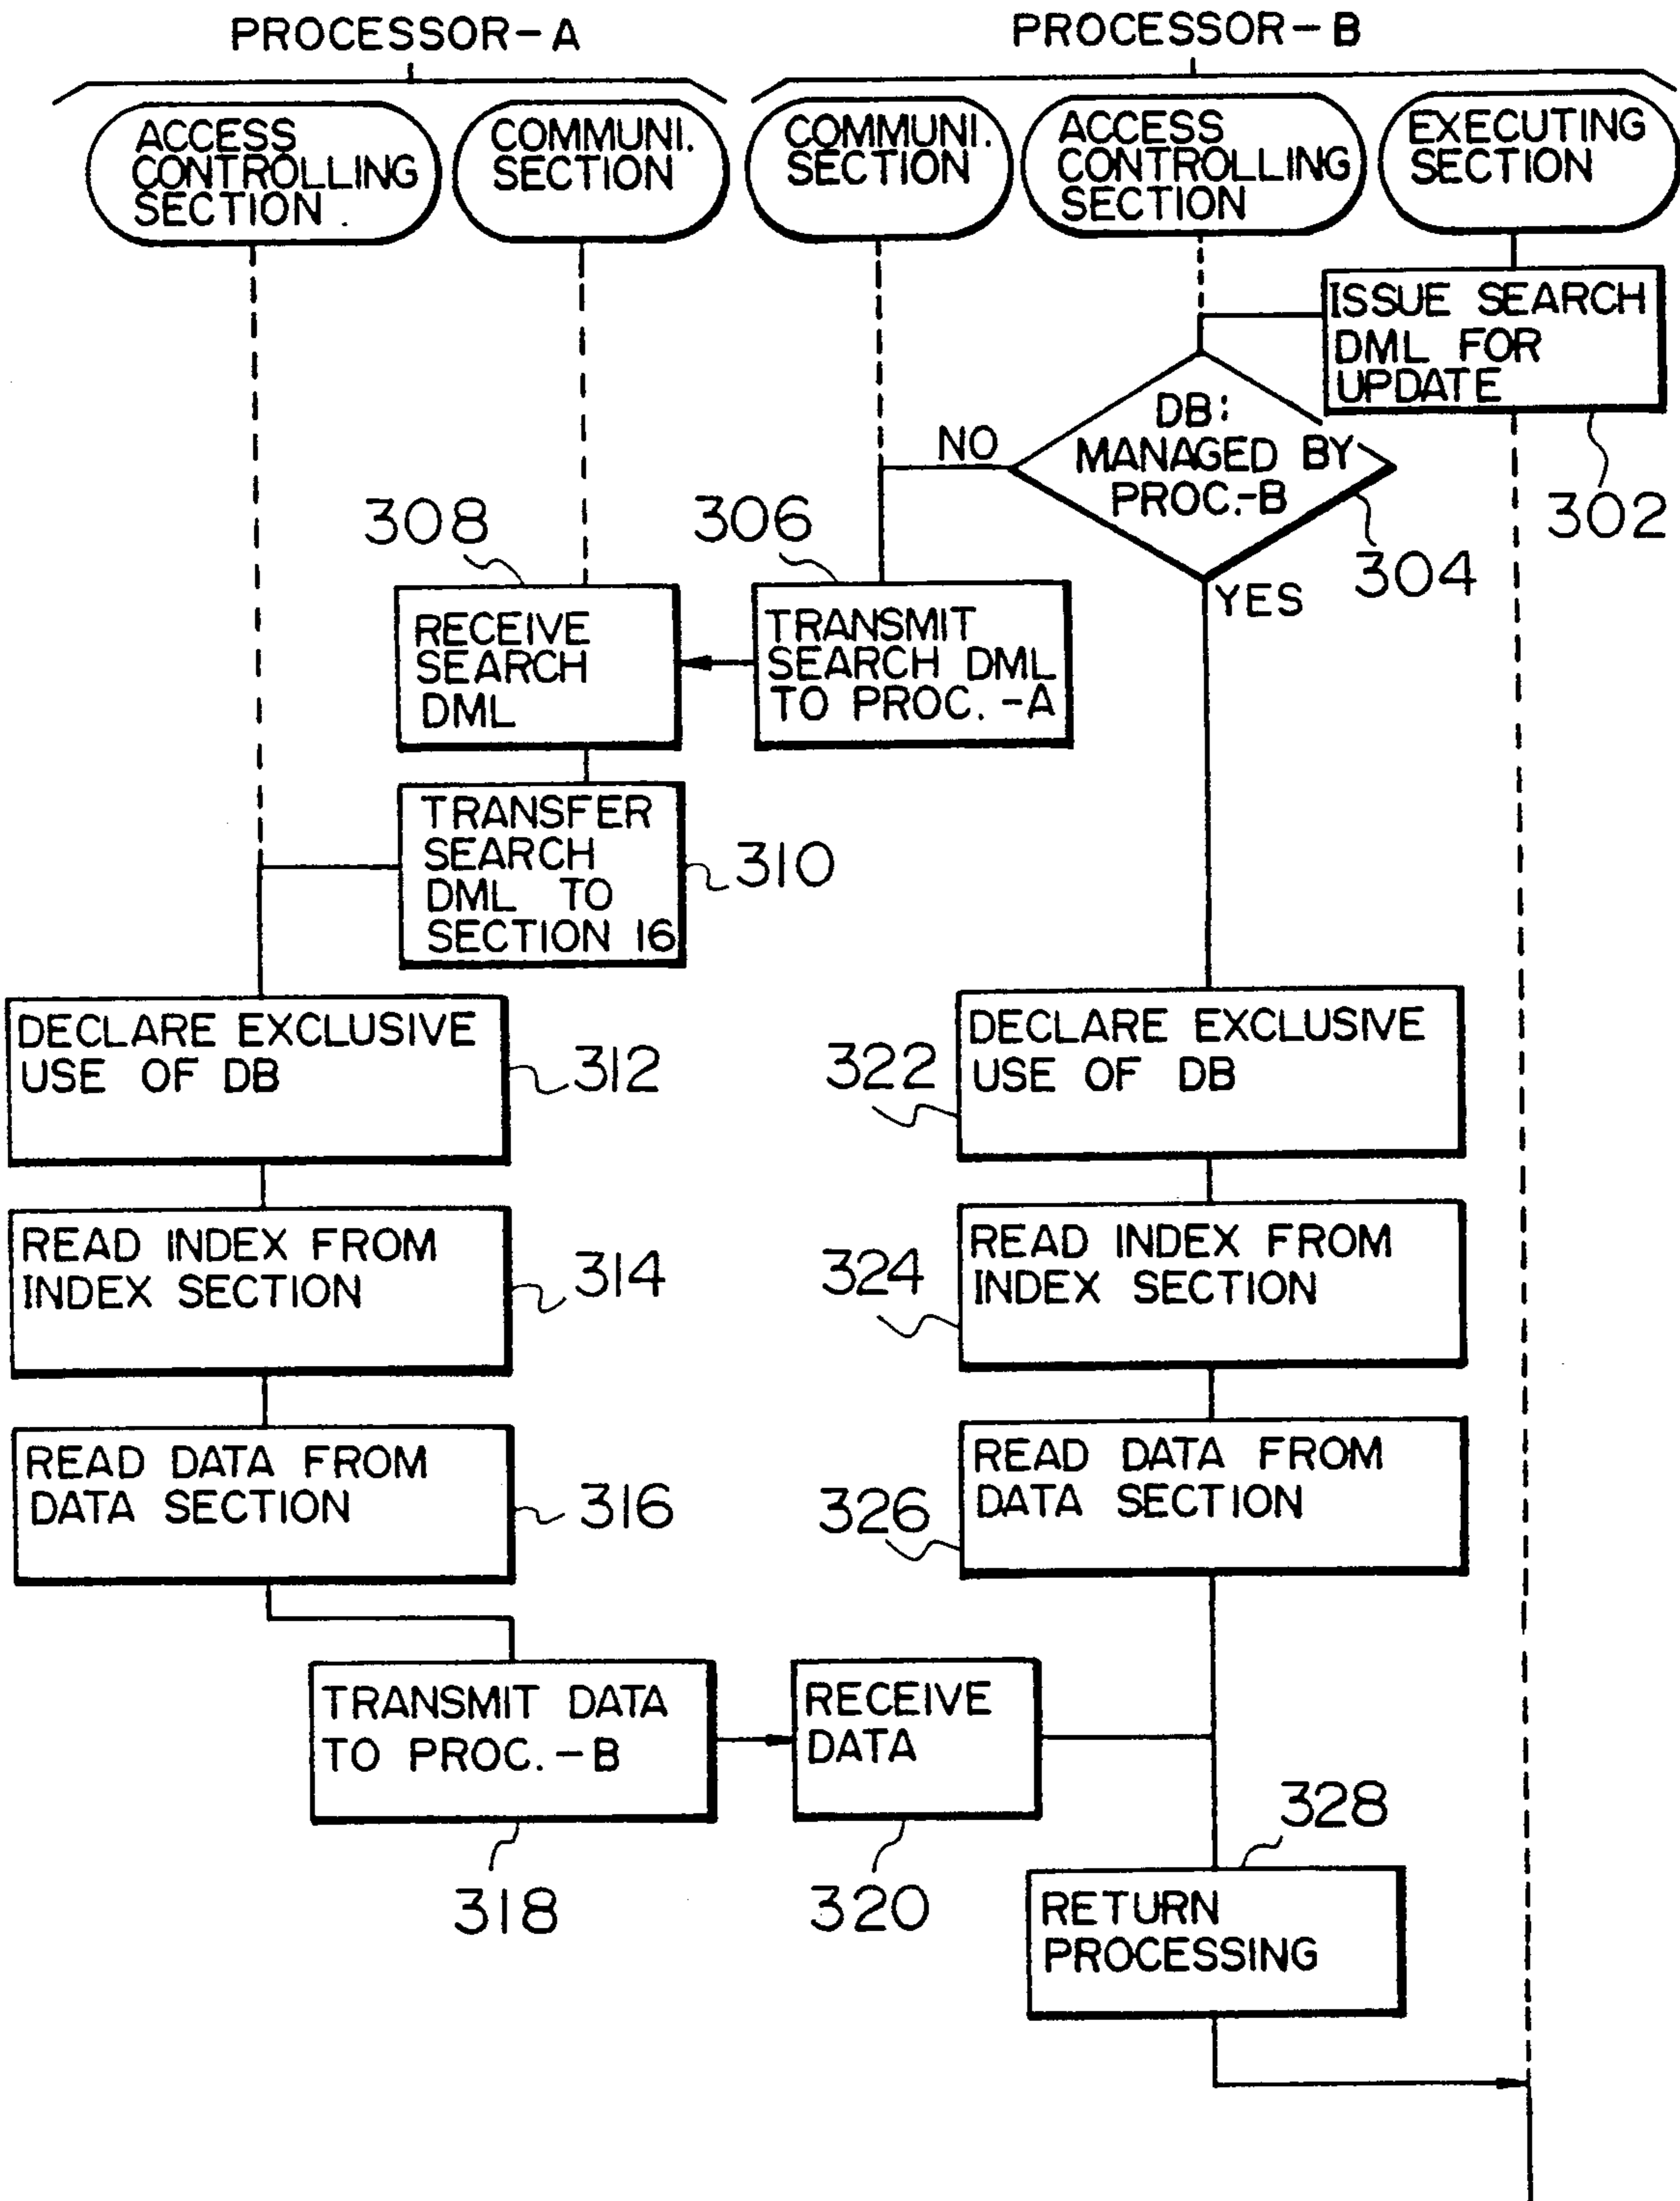 PROCESSOR-A
PROCESSOR-B
ACCESS
CONTROLLING
SECTION
COMMUNI.
SECTION
COMMUNI.
SECTION
ACCESS
CONTROLLING
SECTION
EXECUTING
SECTION
ISSUE SEARCH
DML FOR
UPDATE
302
DB:
MANAGED BY
PROC.-B
304
NO
YES
308
306
RECEIVE
SEARCH
DML
TRANSMIT
SEARCH DML
TO PROC. -A
TRANSFER
SEARCH
DML TO
SECTION 16
310
DECLARE EXCLUSIVE
USE OF DB
312
322
DECLARE EXCLUSIVE
USE OF DB
READ INDEX FROM
INDEX SECTION
314
324
READ INDEX FROM
INDEX SECTION
READ DATA FROM
DATA SECTION
316
326
READ DATA FROM
DATA SECTION
TRANSMIT DATA
TO PROC. -B
318
RECEIVE
DATA
320
328
RETURN
PROCESSING